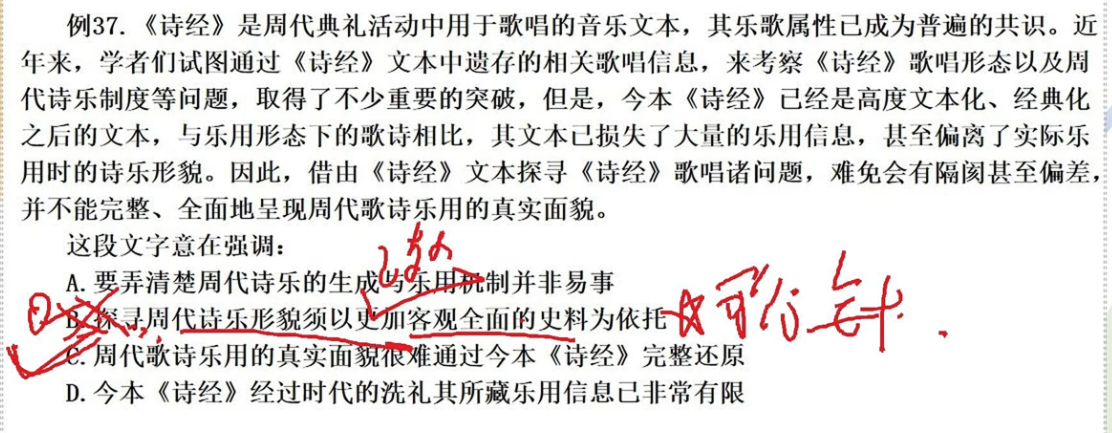 例37.《诗经》是周代典礼活动中用于歌唱的音乐文本，其乐歌属性已成为普遍的共识。近
年来，学者们试图通过《诗经》文本中遗存的相关歌唱信息，来考察《诗经》歌唱形态以及周
代诗乐制度等问题，取得了不少重要的突破，但是，今本《诗经》已经是高度文本化、经典化
之后的文本，与乐用形态下的歌诗相比，其文本已损失了大量的乐用信息，甚至偏离了实际乐
用时的诗乐形貌。因此，借由《诗经》文本探寻《诗经》歌唱诸问题，难免会有隔阂甚至偏差，
并不能完整、全面地呈现周代歌诗乐用的真实面貌。
这段文字意在强调：
A.要弄清楚周代诗乐的生成与乐用机制并非易事
B.探寻周代诗乐形貌须以更加客观全面的史料为依托
C.周代歌诗乐用的真实面貌很难通过今本《诗经》完整还原
D.今本《诗经》经过时代的洗礼其所藏乐用信息已非常有限